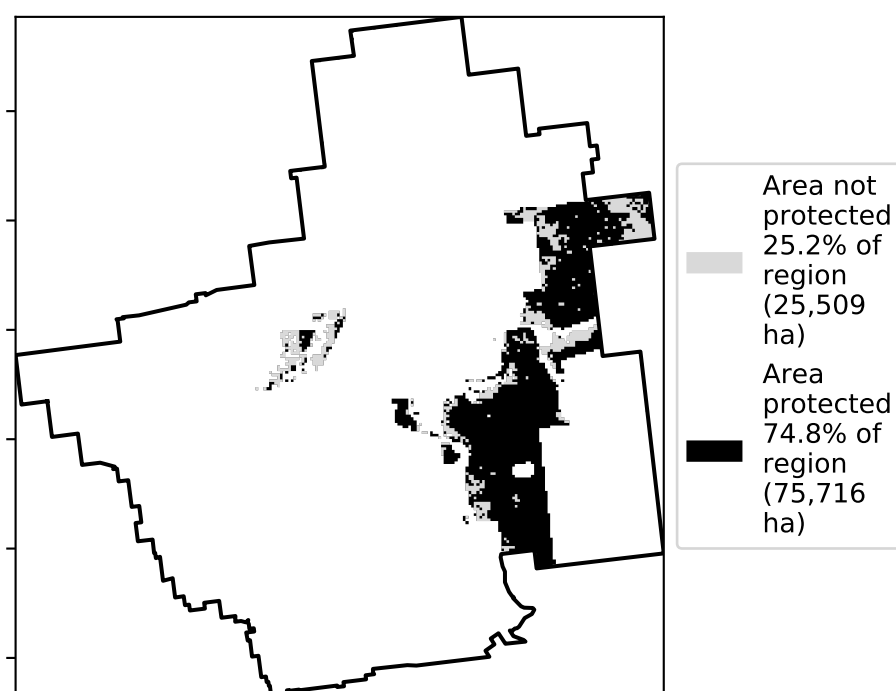 Area not
protected
25.2% of
region
(25,509
ha)
Area
protected
74.8% of
region
(75,716
ha)